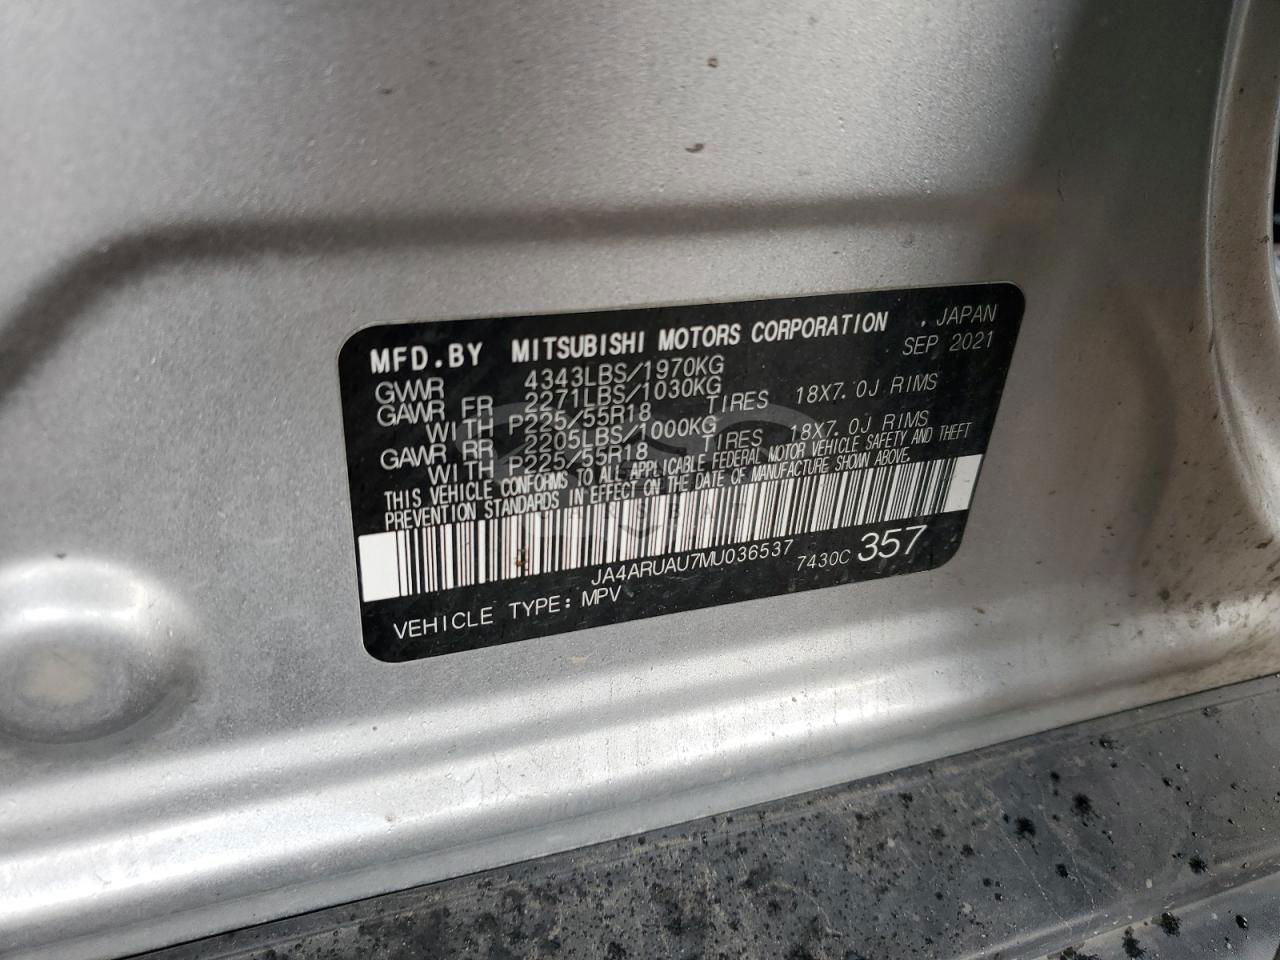 MFD.BY MITSUBISHI MOTORS CORPORATION , JAPAN
SEP 2021
GVWR 4343LBS/1970KG
GAWR FR 2271LBS/1030KG
WITH P225/55R18 TIRES 18X7.0J RIMS
GAWR RR 2205LBS/1000KG
WITH P225/55R18 TIRES 18X7.0J RIMS
THIS VEHICLE CONFORMS TO ALL APPLICABLE FEDERAL MOTOR VEHICLE SAFETY AND THEFT
PREVENTION STANDARDS IN EFFECT ON THE DATE OF MANUFACTURE SHOWN ABOVE.
JA4ARUAU7MU036537 7430C 357
VEHICLE TYPE: MPV